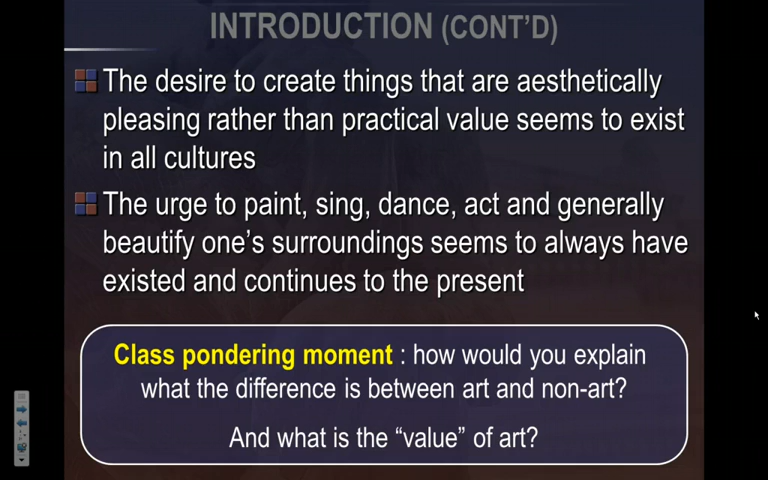 INTRODUCTION (CONT'D)
The desire to create things that are aesthetically
pleasing rather than practical value seems to exist
in all cultures
The urge to paint, sing, dance, act and generally
beautify one's surroundings seems to always have
existed and continues to the present
Class pondering moment : how would you explain
what the difference is between art and non-art?
And what is the “value” of art?